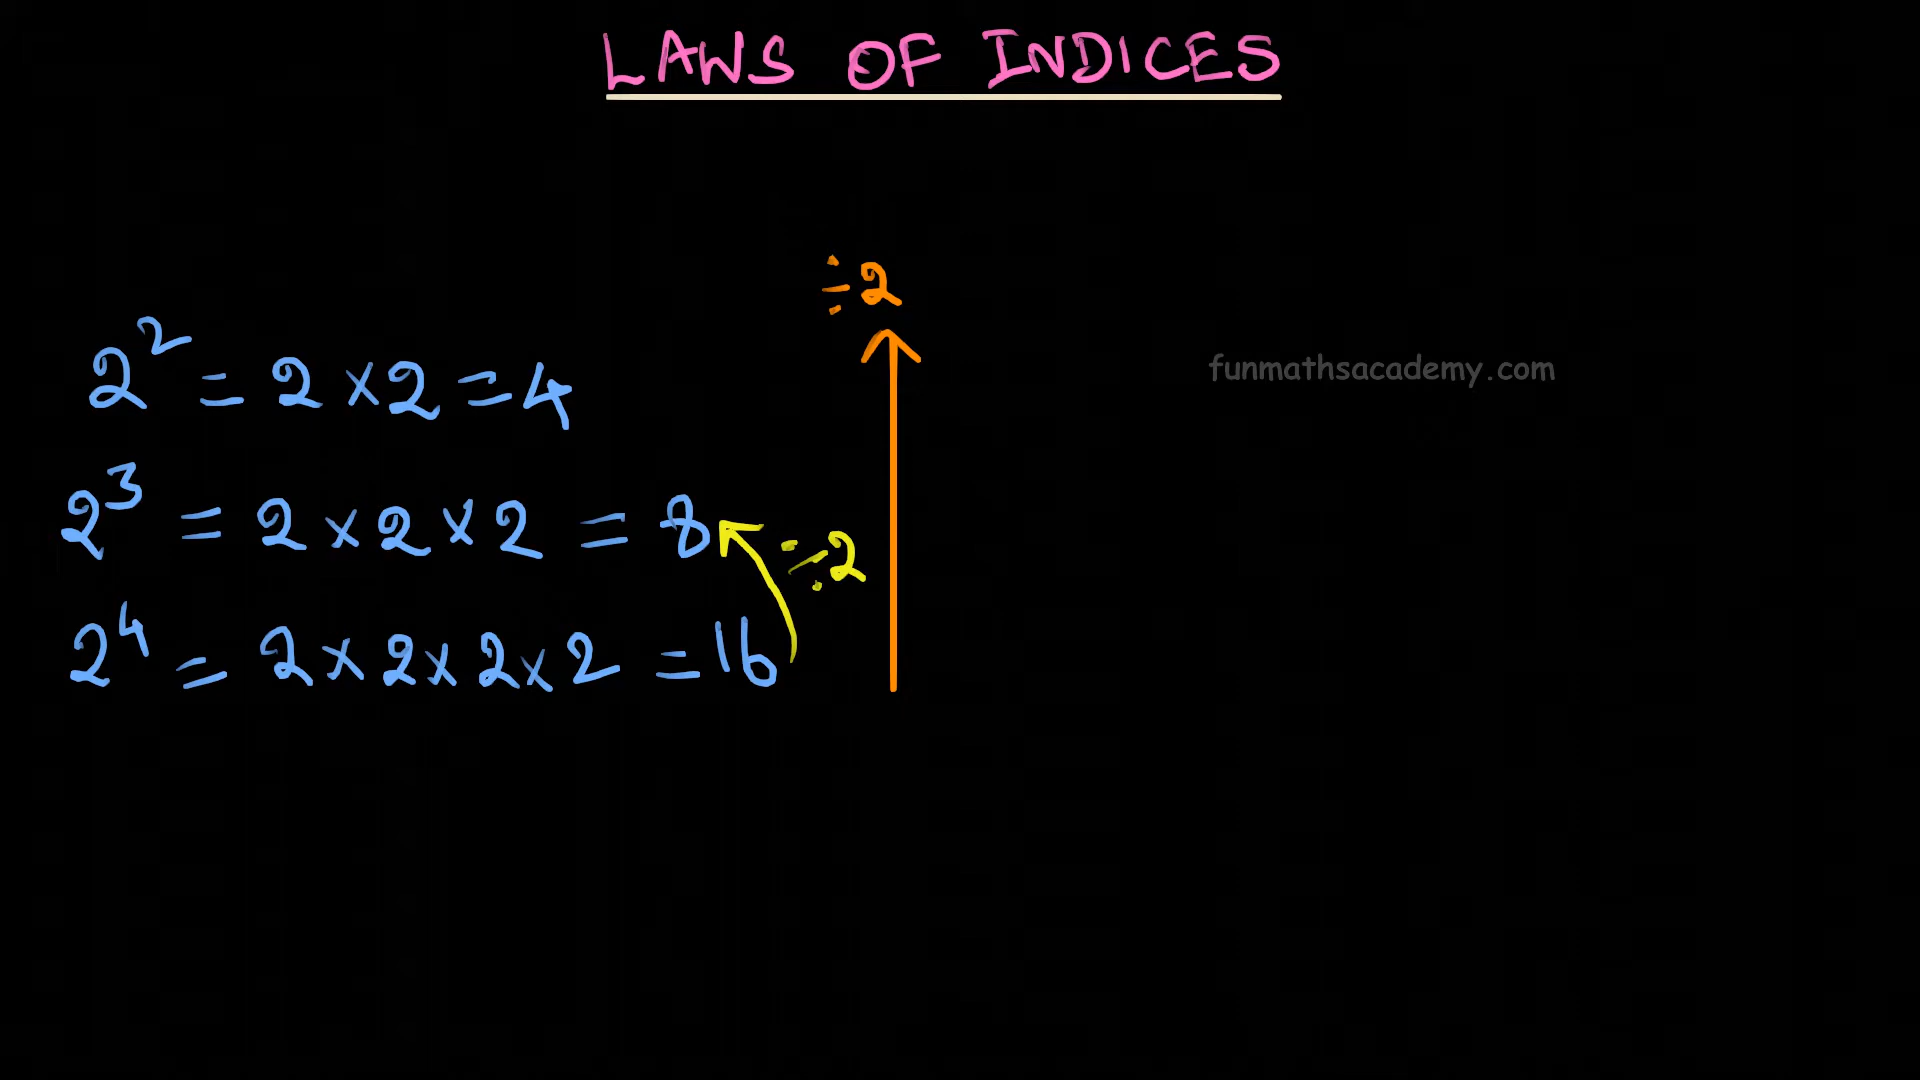 LAWS OF INDICES
÷2
funmathsacademy.com
2² = 2 × 2 = 4
2³ = 2 × 2 × 2 = 8
÷2
2⁴ = 2 × 2 × 2 × 2 = 16